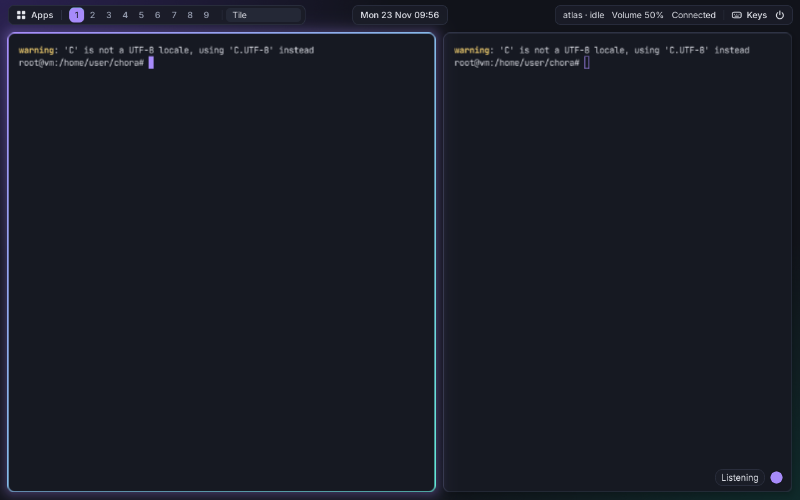 Apps 1 2 3 4 5 6 7 8 9 Tile Mon 23 Nov 09:56 atlas · idle Volume 50% Connected Keys
warning: 'C' is not a UTF-8 locale, using 'C.UTF-8' instead
root@vm:/home/user/chora#
warning: 'C' is not a UTF-8 locale, using 'C.UTF-8' instead
root@vm:/home/user/chora#
Listening